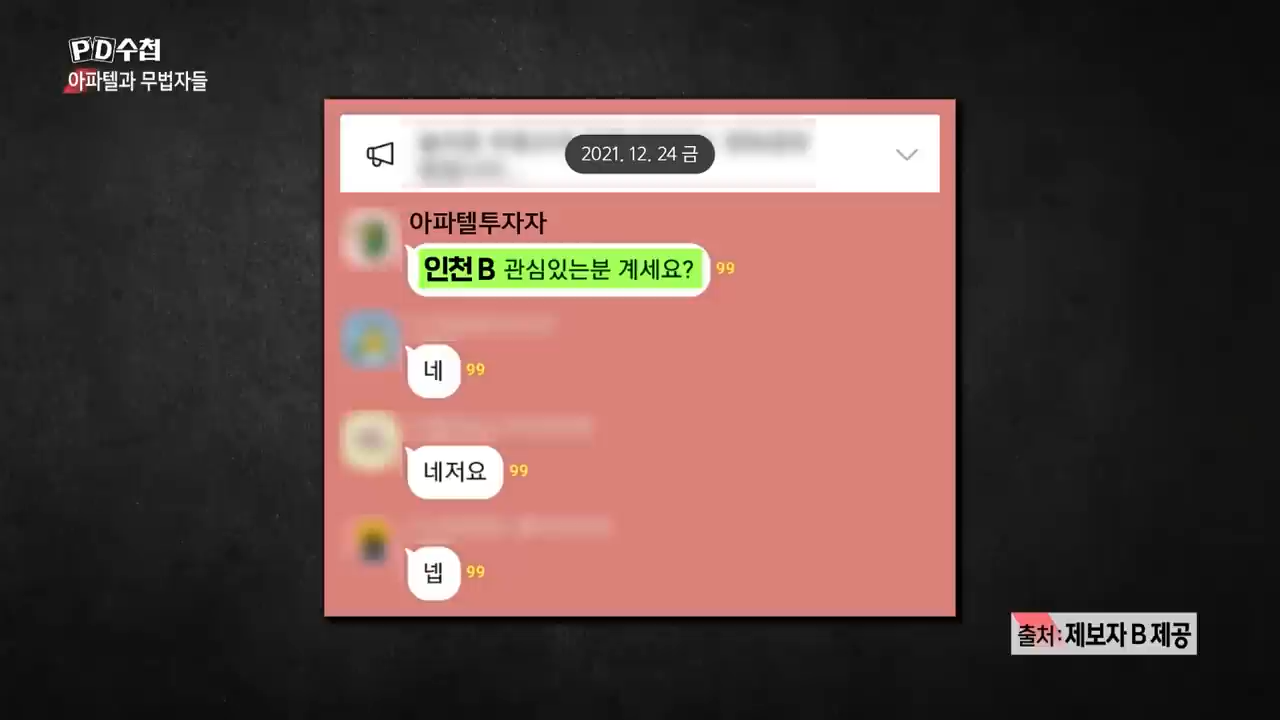 PD수첩
아파텔과 무법자들
2021. 12. 24 금
아파텔투자자
인천 B 관심있는분 계세요? 99
네 99
네저요 99
넵 99
출처: 제보자 B 제공